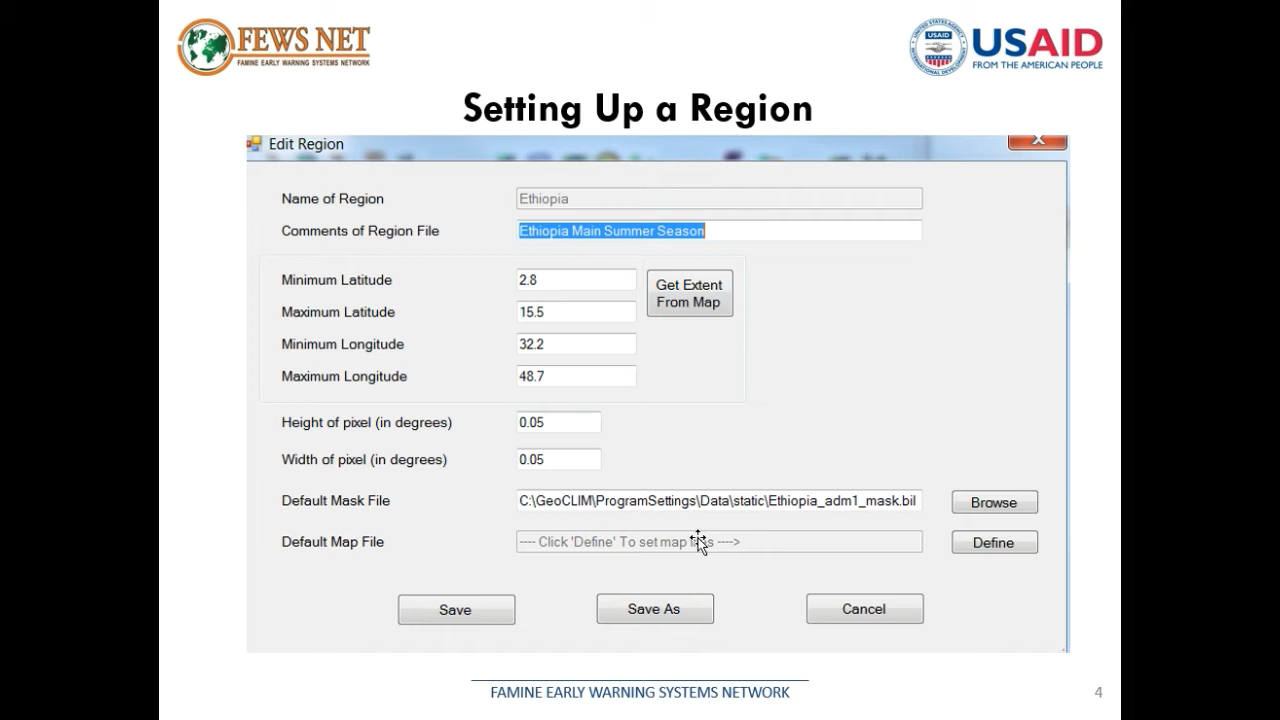 FEWS NET
FAMINE EARLY WARNING SYSTEMS NETWORK
USAID
FROM THE AMERICAN PEOPLE
Setting Up a Region
Edit Region
Name of Region
Ethiopia
Comments of Region File
Ethiopia Main Summer Season
Minimum Latitude
2.8
Get Extent
From Map
Maximum Latitude
15.5
Minimum Longitude
32.2
Maximum Longitude
48.7
Height of pixel (in degrees)
0.05
Width of pixel (in degrees)
0.05
Default Mask File
C:\GeoCLIM\ProgramSettings\Data\static\Ethiopia_adm1_mask.bil
Browse
Default Map File
---- Click 'Define' To set map ---->
Define
Save
Save As
Cancel
FAMINE EARLY WARNING SYSTEMS NETWORK
4